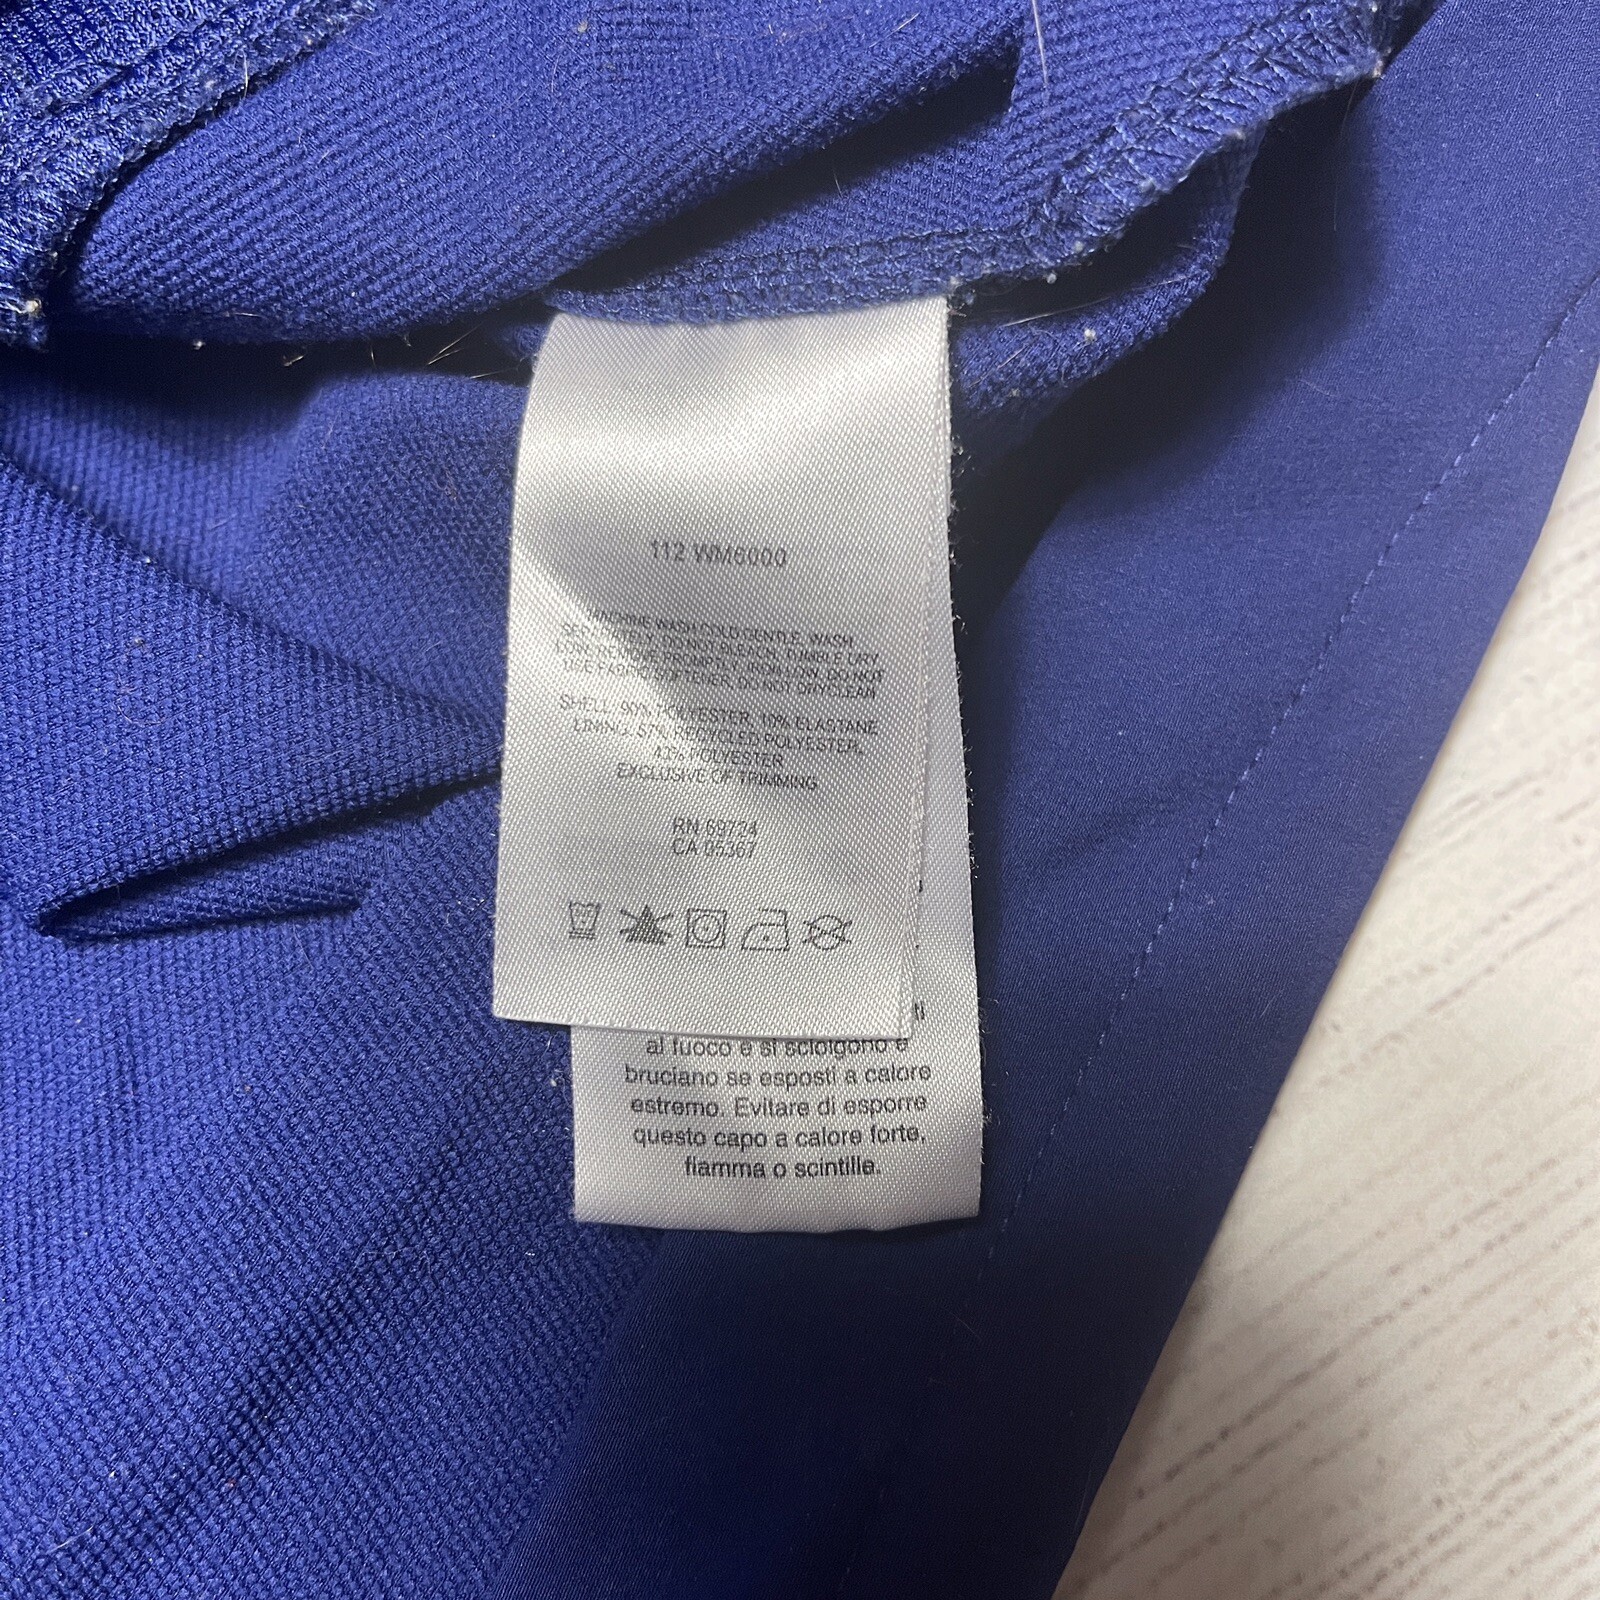 112 WM6000
MACHINE WASH COLD GENTLE, WASH
SEPARATELY, DO NOT BLEACH, TUMBLE DRY
LOW, REMOVE PROMPTLY, IRON LOW, DO NOT
USE FABRIC SOFTENER, DO NOT DRYCLEAN
SHELL: 90% POLYESTER, 10% ELASTANE
LINING: 57% RECYCLED POLYESTER,
43% POLYESTER
EXCLUSIVE OF TRIMMING
RN 69724
CA 05367
al fuoco e si sciolgono e
bruciano se esposti a calore
estremo. Evitare di esporre
questo capo a calore forte,
fiamma o scintille.